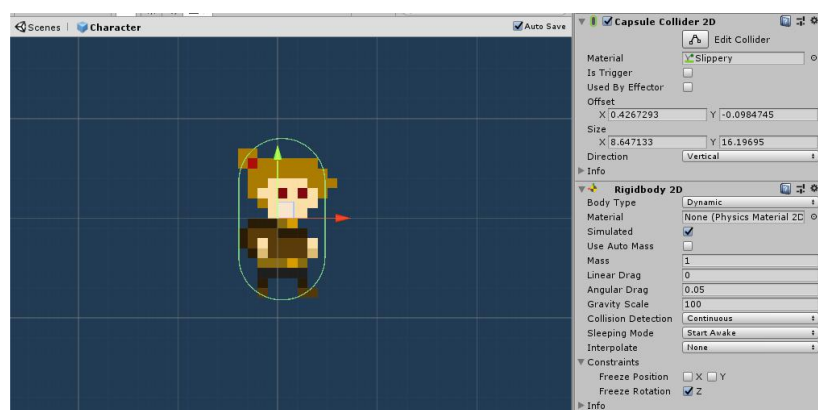 Scenes | Character
Auto Save
Capsule Collider 2D
Edit Collider
Material Slippery
Is Trigger
Used By Effector
Offset
X 0.4267293 Y -0.0984745
Size
X 8.647133 Y 16.19695
Direction Vertical
Info
Rigidbody 2D
Body Type Dynamic
Material None (Physics Material 2D
Simulated
Use Auto Mass
Mass 1
Linear Drag 0
Angular Drag 0.05
Gravity Scale 100
Collision Detection Continuous
Sleeping Mode Start Awake
Interpolate None
Constraints
Freeze Position X Y
Freeze Rotation Z
Info